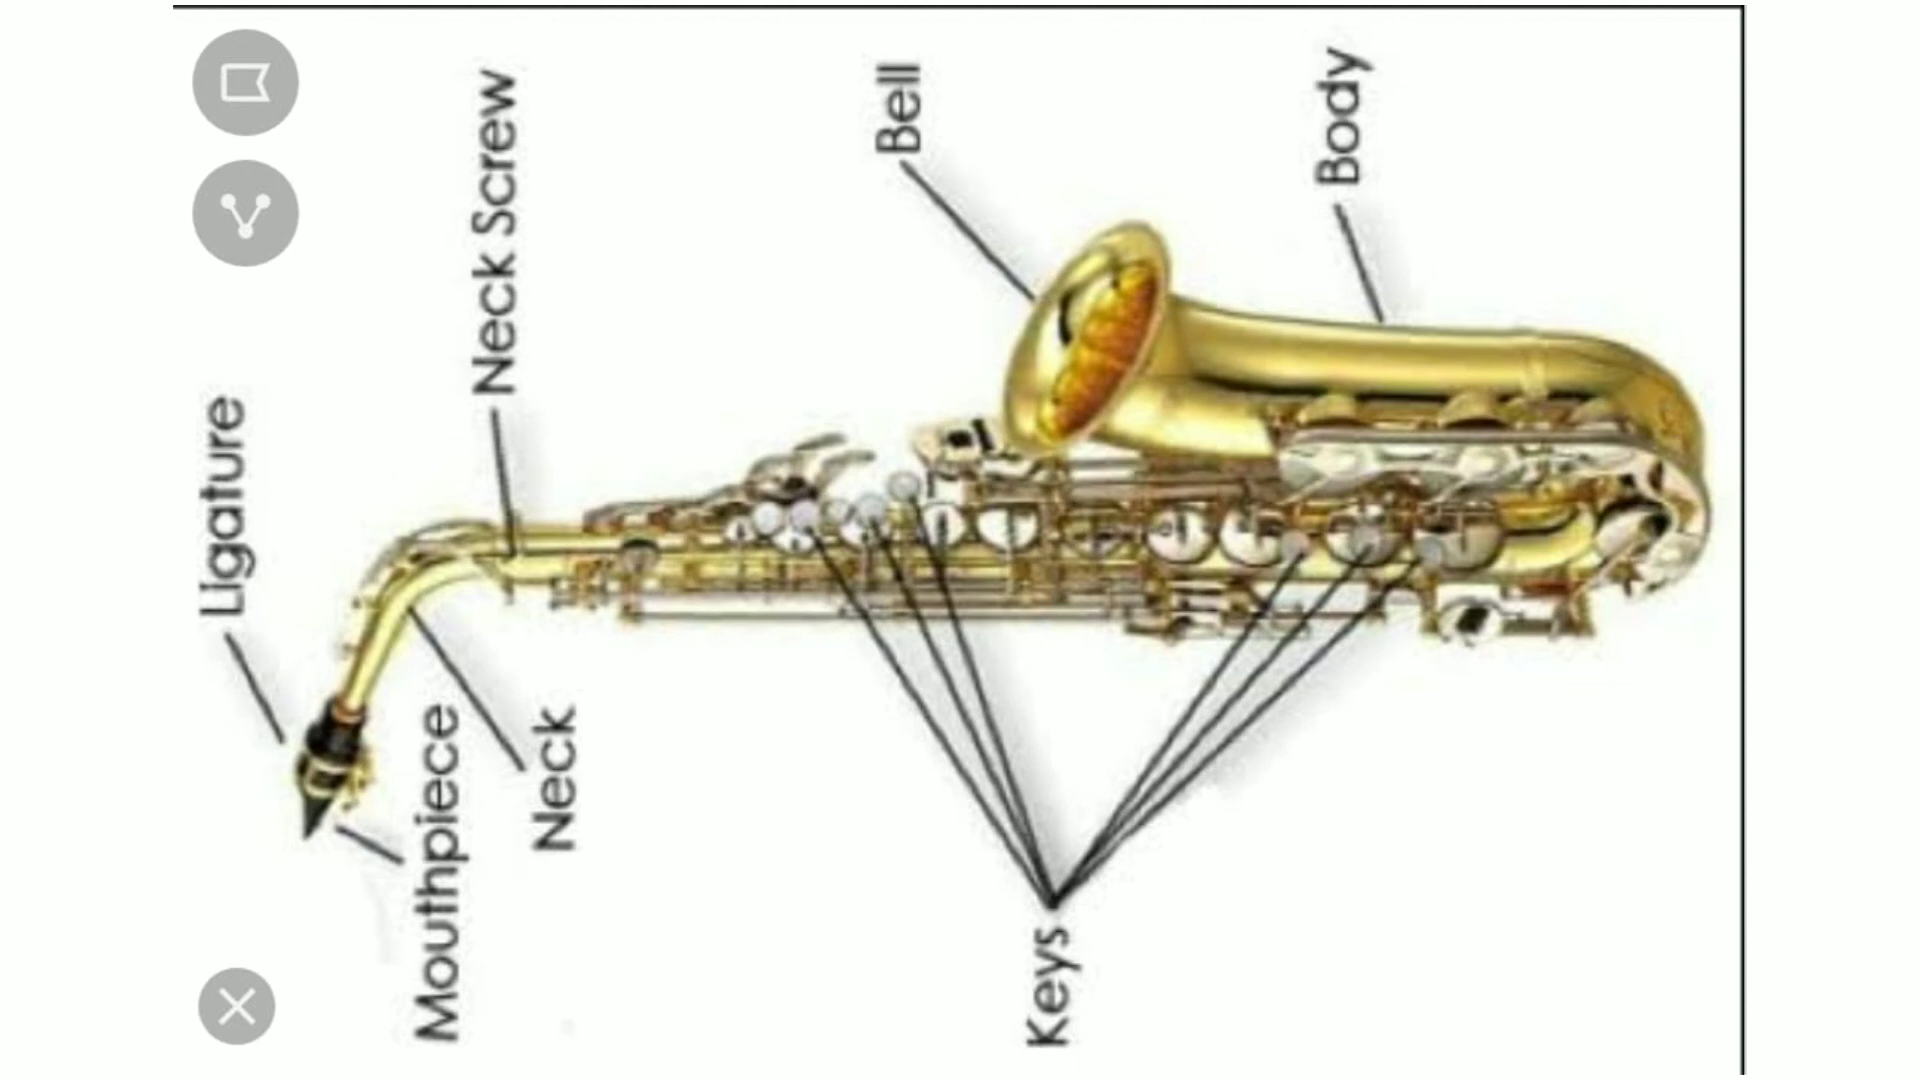 Ligature
Neck Screw
Bell
Body
Mouthpiece
Neck
Keys